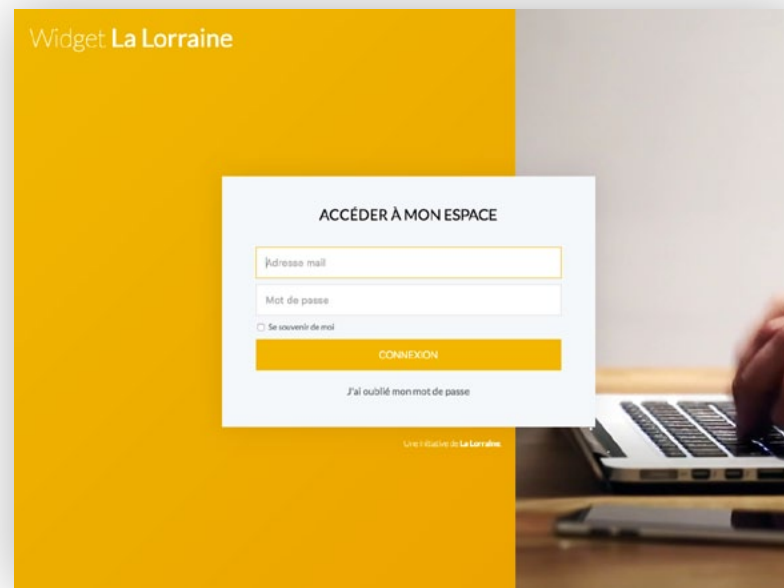 Widget La Lorraine
ACCÉDER À MON ESPACE
Adresse mail
Mot de passe
Se souvenir de moi
CONNEXION
J'ai oublié mon mot de passe
Une initiative de La Lorraine